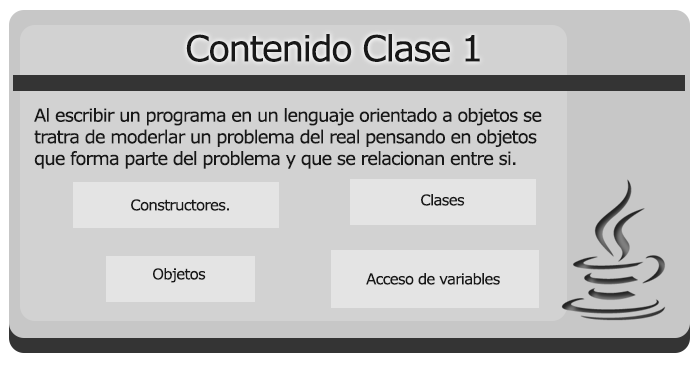 Contenido Clase 1
Al escribir un programa en un lenguaje orientado a objetos se
tratra de moderlar un problema del real pensando en objetos
que forma parte del problema y que se relacionan entre si.
Constructores.
Clases
Objetos
Acceso de variables